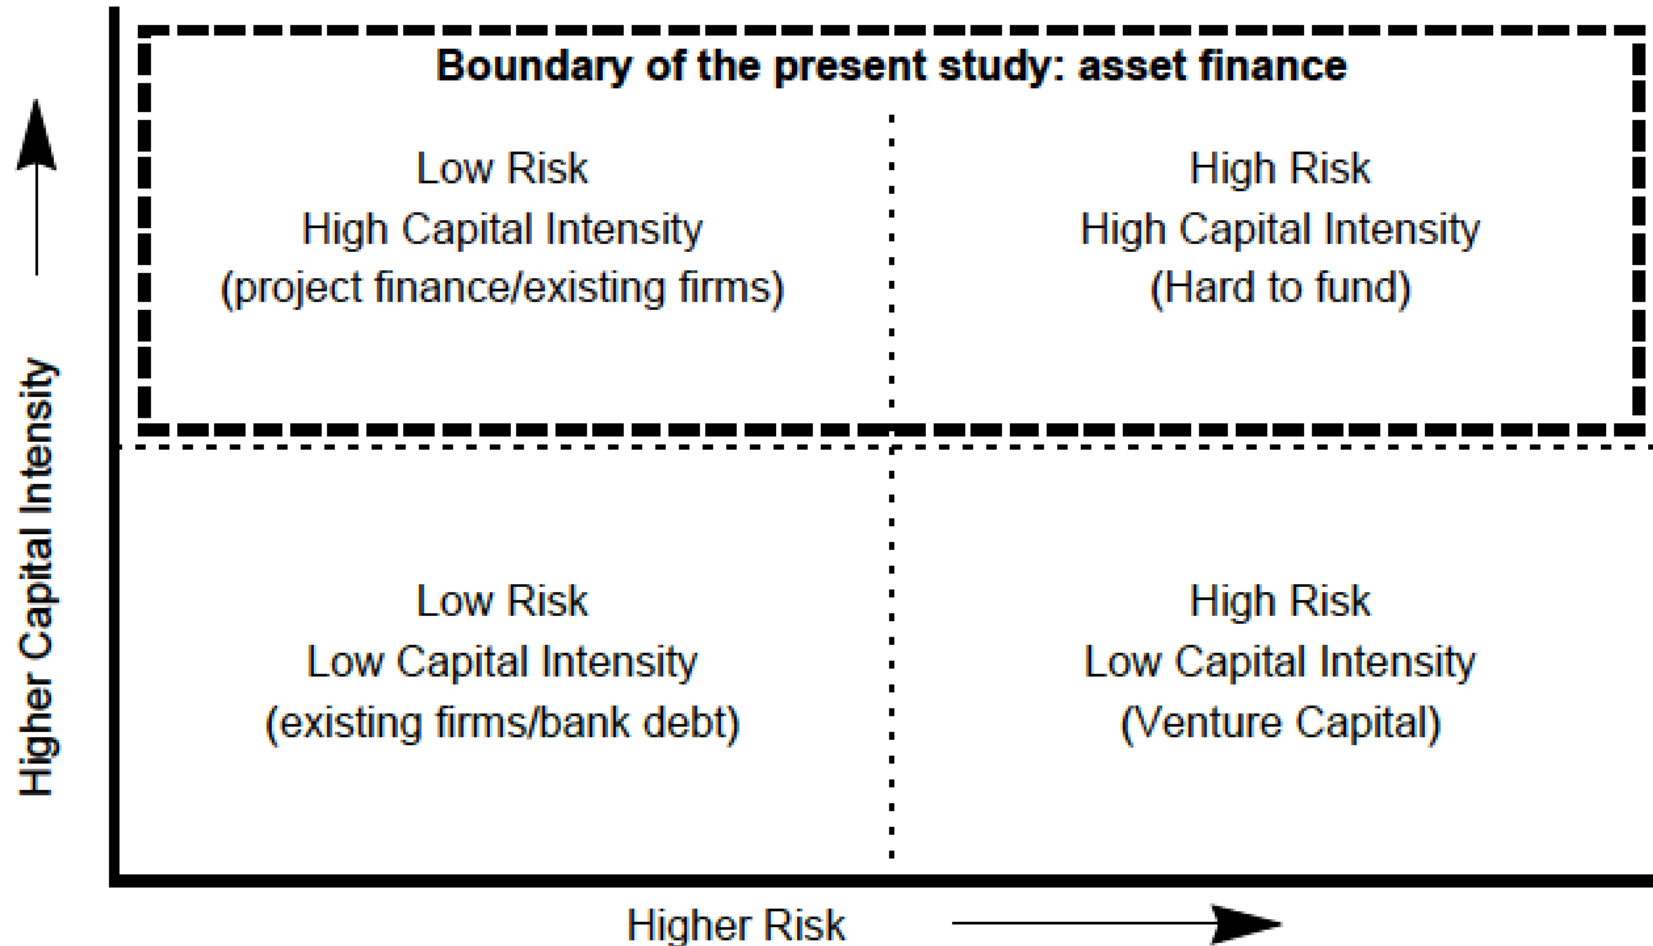 Boundary of the present study: asset finance
Low Risk
High Capital Intensity
(project finance/existing firms)
High Risk
High Capital Intensity
(Hard to fund)
Low Risk
Low Capital Intensity
(existing firms/bank debt)
High Risk
Low Capital Intensity
(Venture Capital)
Higher Capital Intensity
Higher Risk